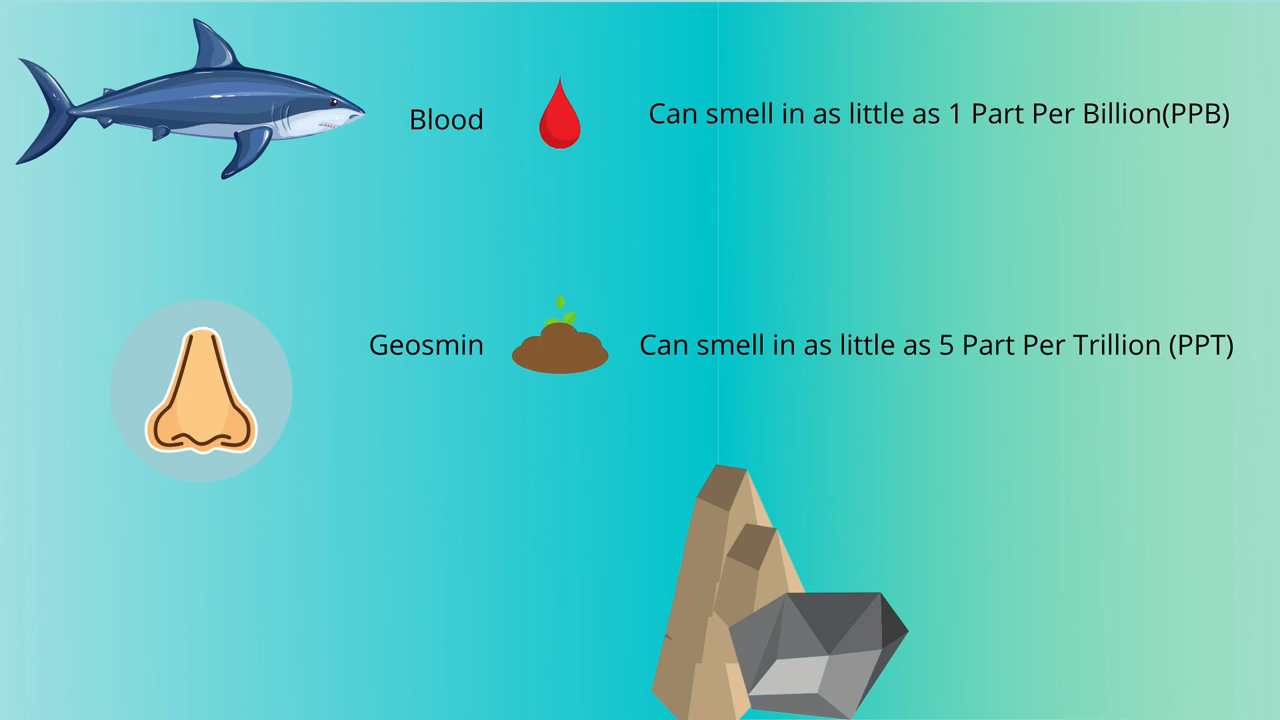 Blood
Can smell in as little as 1 Part Per Billion(PPB)
Geosmin
Can smell in as little as 5 Part Per Trillion (PPT)